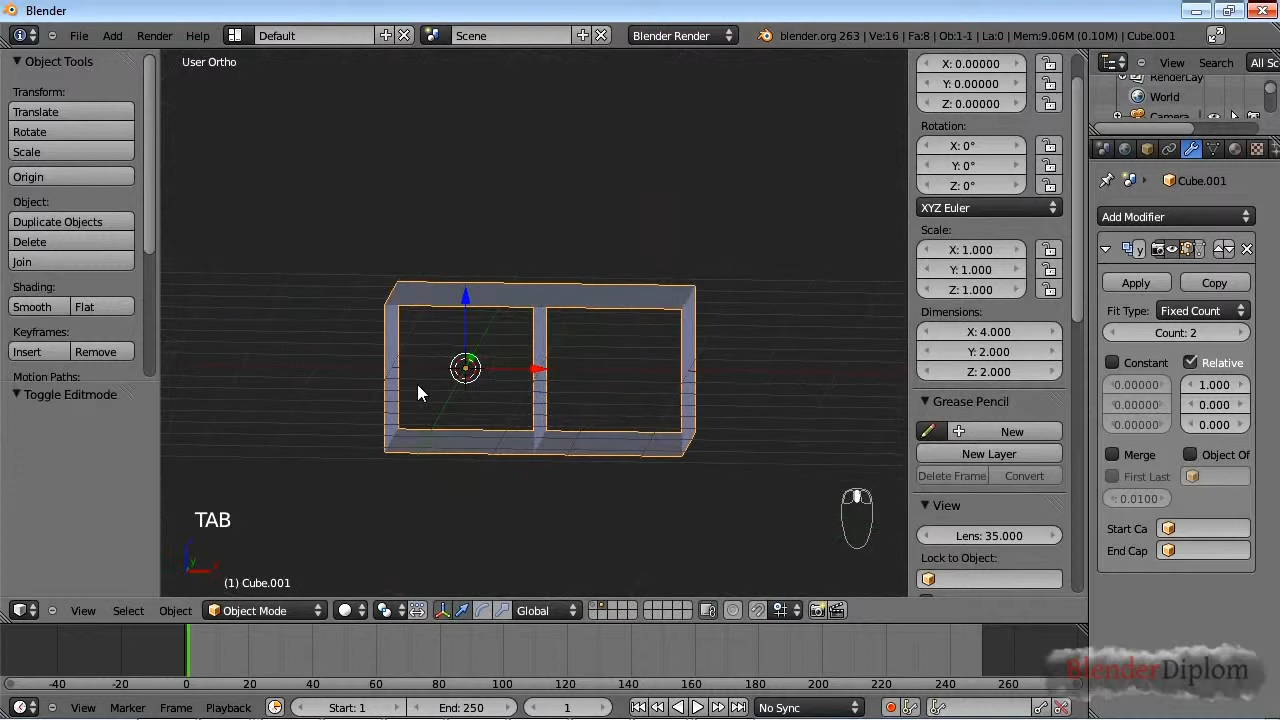 Blender
File Add Render Help Default Scene Blender Render blender.org 263 | Ve:16 | Fa:8 | Ob:1-1 | La:0 | Mem:9.06M (0.10M) | Cube.001
Object Tools
Transform:
Translate
Rotate
Scale
Origin
Object:
Duplicate Objects
Delete
Join
Shading:
Smooth Flat
Keyframes:
Insert Remove
Motion Paths:
Toggle Editmode
User Ortho
TAB
(1) Cube.001
X: 0.00000
Y: 0.00000
Z: 0.00000
Rotation:
X: 0°
Y: 0°
Z: 0°
XYZ Euler
Scale:
X: 1.000
Y: 1.000
Z: 1.000
Dimensions:
X: 4.000
Y: 2.000
Z: 2.000
Grease Pencil
New
New Layer
Delete Frame Convert
View
Lens: 35.000
Lock to Object:
View Search All Sc
RenderLay
World
Camera
Cube.001
Add Modifier
y
Apply Copy
Fit Type: Fixed Count
Count: 2
Constant Relative
0.00000 1.000
0.00000 0.000
0.00000 0.000
Merge Object Of
First Last
0.0100
Start Ca
End Cap
View Select Object Object Mode Global
-40 -20 0 20 40 60 80 100 120 140 160 180 200 220 240 260
View Marker Frame Playback Start: 1 End: 250 1 No Sync
BlenderDiplom
x
y